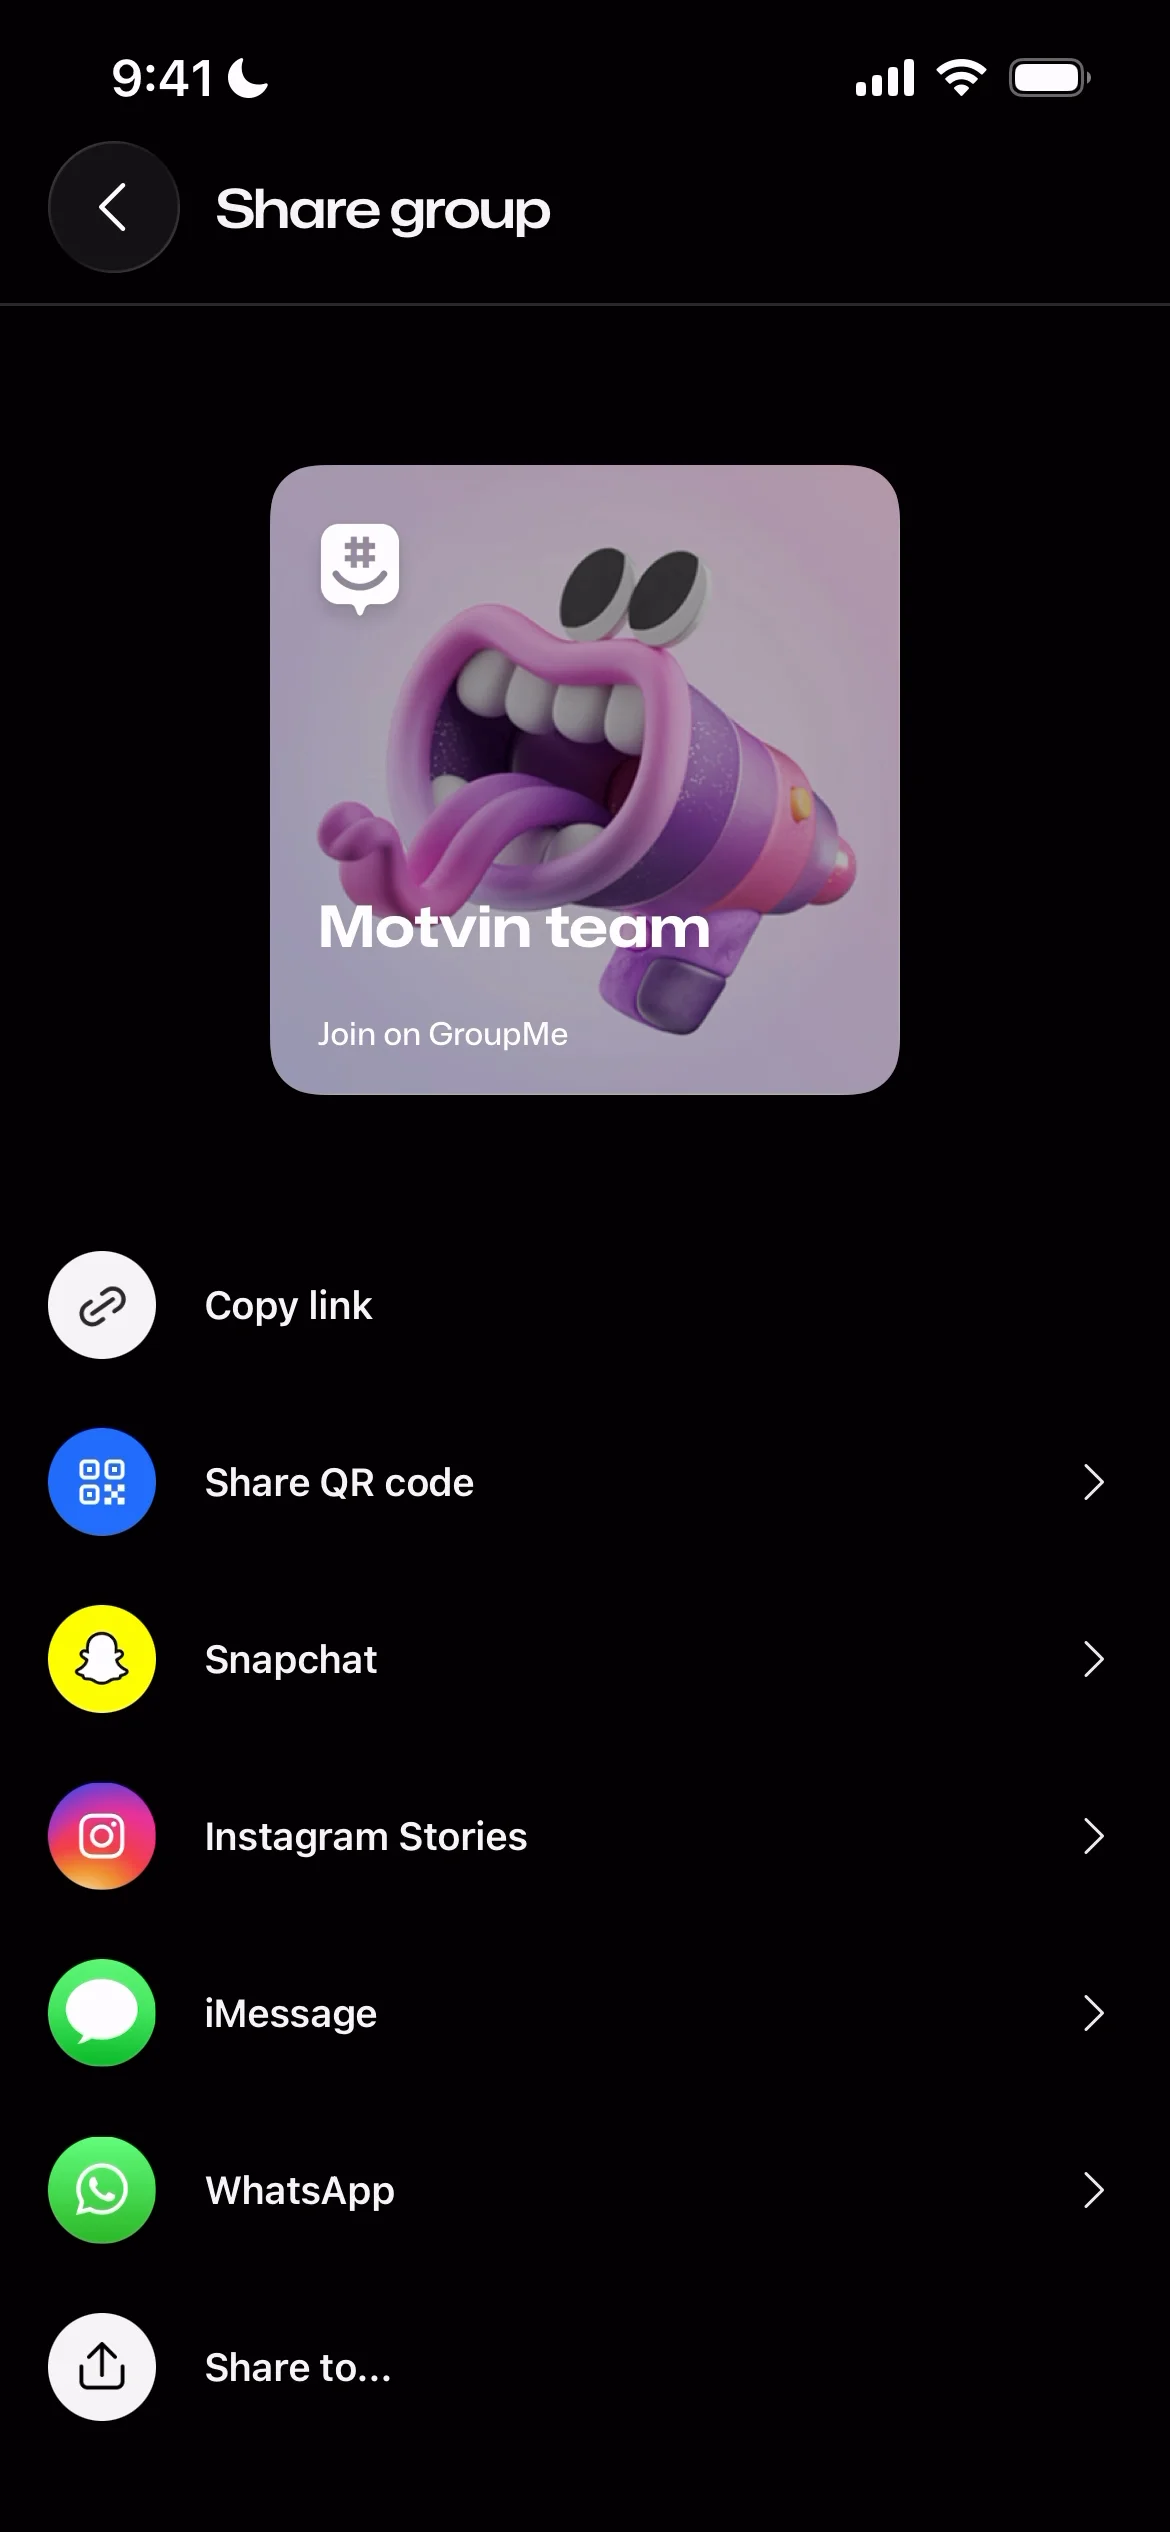 9:41
Share group
#
Motvin team
Join on GroupMe
Copy link
Share QR code
Snapchat
Instagram Stories
iMessage
WhatsApp
Share to...